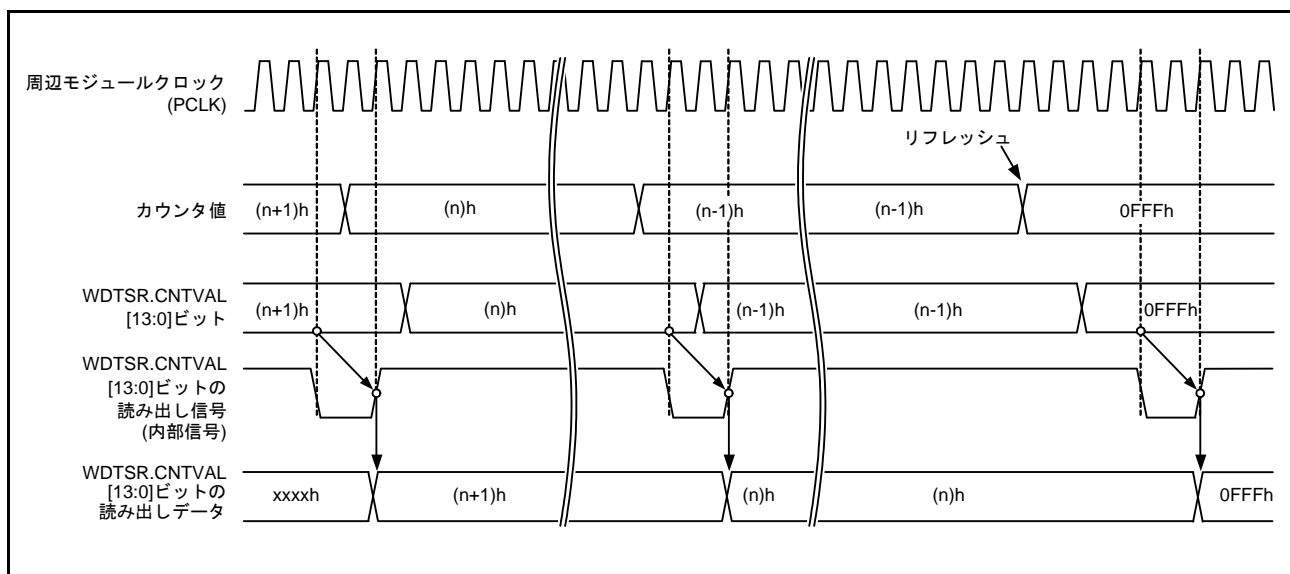 周辺モジュールクロック
(PCLK)
リフレッシュ
カウンタ値
(n+1)h
(n)h
(n-1)h
(n-1)h
0FFFh
WDTSR.CNTVAL
[13:0]ビット
(n+1)h
(n)h
(n-1)h
(n-1)h
0FFFh
WDTSR.CNTVAL
[13:0]ビットの
読み出し信号
(内部信号)
WDTSR.CNTVAL
[13:0]ビットの
読み出しデータ
xxxxh
(n+1)h
(n)h
(n)h
0FFFh